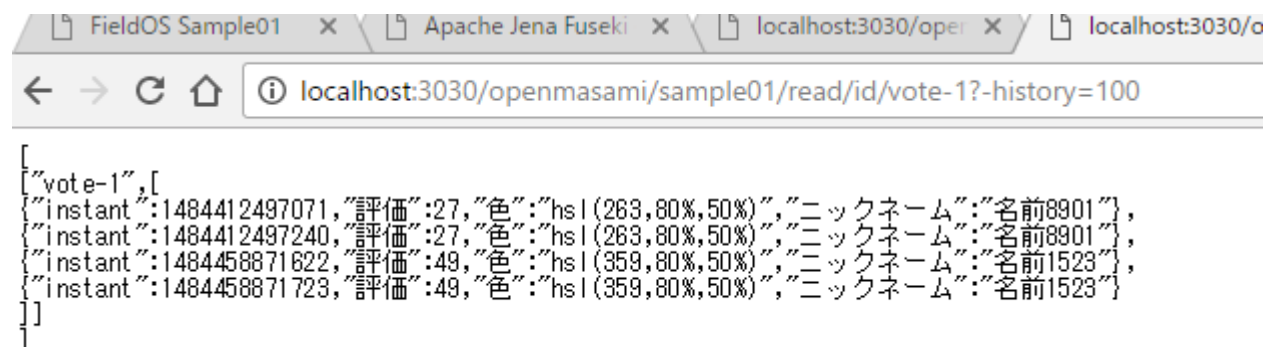 FieldOS Sample01
Apache Jena Fuseki
localhost:3030/oper
localhost:3030/o
localhost:3030/openmasami/sample01/read/id/vote-1?-history=100
[
["vote-1",[
{"instant":1484412497071,"評価":27,"色":"hsl(263,80%,50%)","ニックネーム":"名前8901"},
{"instant":1484412497240,"評価":27,"色":"hsl(263,80%,50%)","ニックネーム":"名前8901"},
{"instant":1484458871622,"評価":49,"色":"hsl(359,80%,50%)","ニックネーム":"名前1523"},
{"instant":1484458871723,"評価":49,"色":"hsl(359,80%,50%)","ニックネーム":"名前1523"}
]]
]